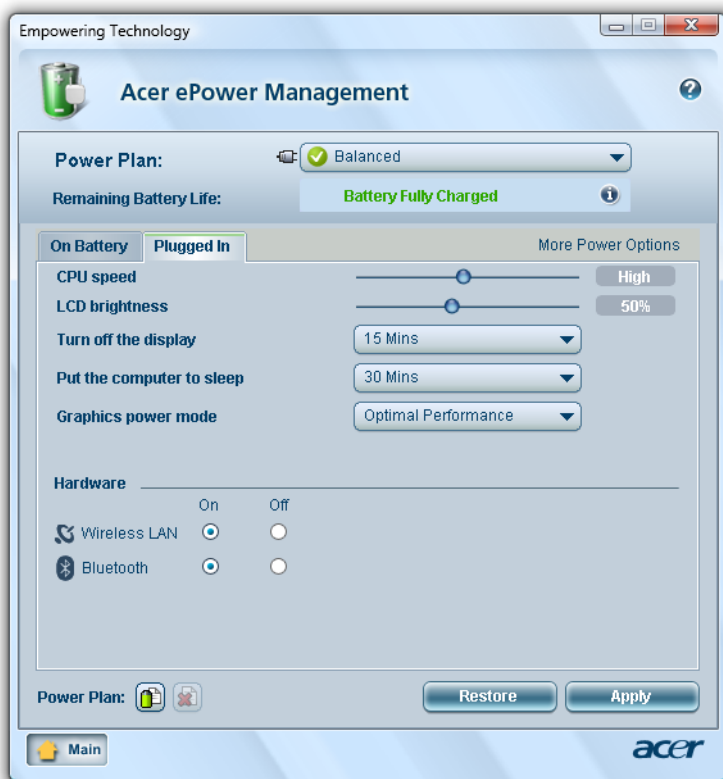 Empowering Technology
Acer ePower Management
Power Plan: Balanced
Remaining Battery Life: Battery Fully Charged
On Battery Plugged In More Power Options
CPU speed High
LCD brightness 50%
Turn off the display 15 Mins
Put the computer to sleep 30 Mins
Graphics power mode Optimal Performance
Hardware
On Off
Wireless LAN
Bluetooth
Power Plan: Restore Apply
Main acer